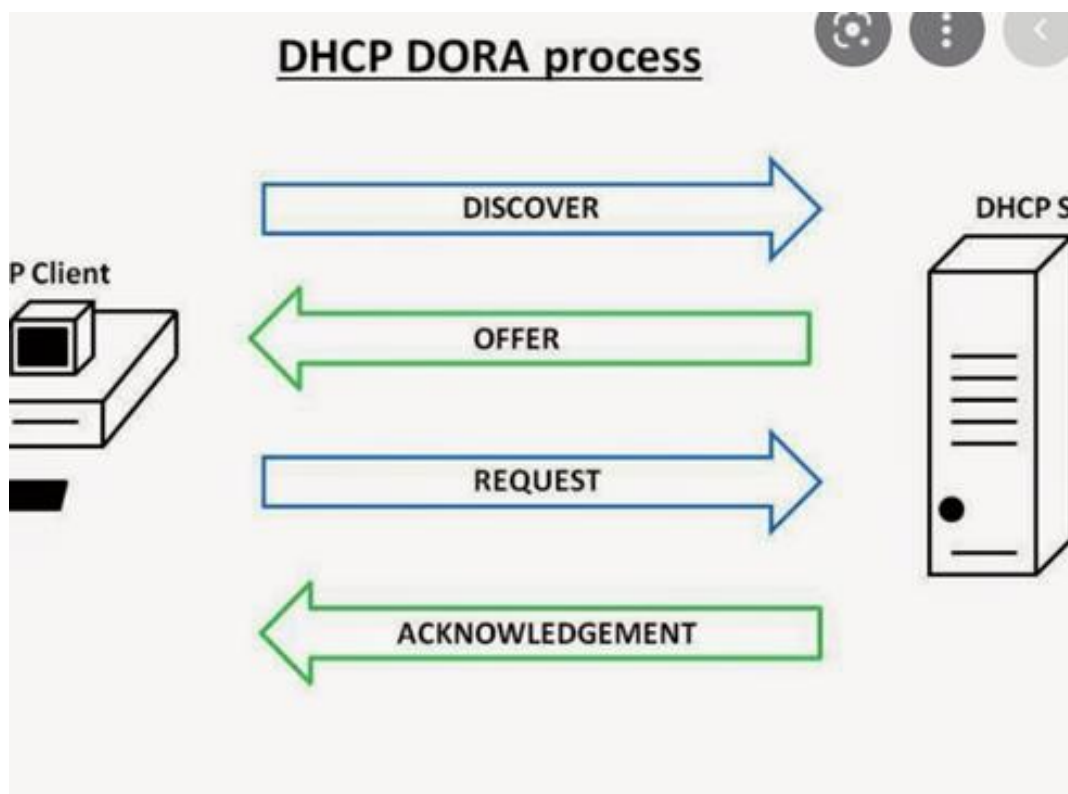 DHCP DORA process
DISCOVER
DHCP S
P Client
OFFER
REQUEST
ACKNOWLEDGEMENT